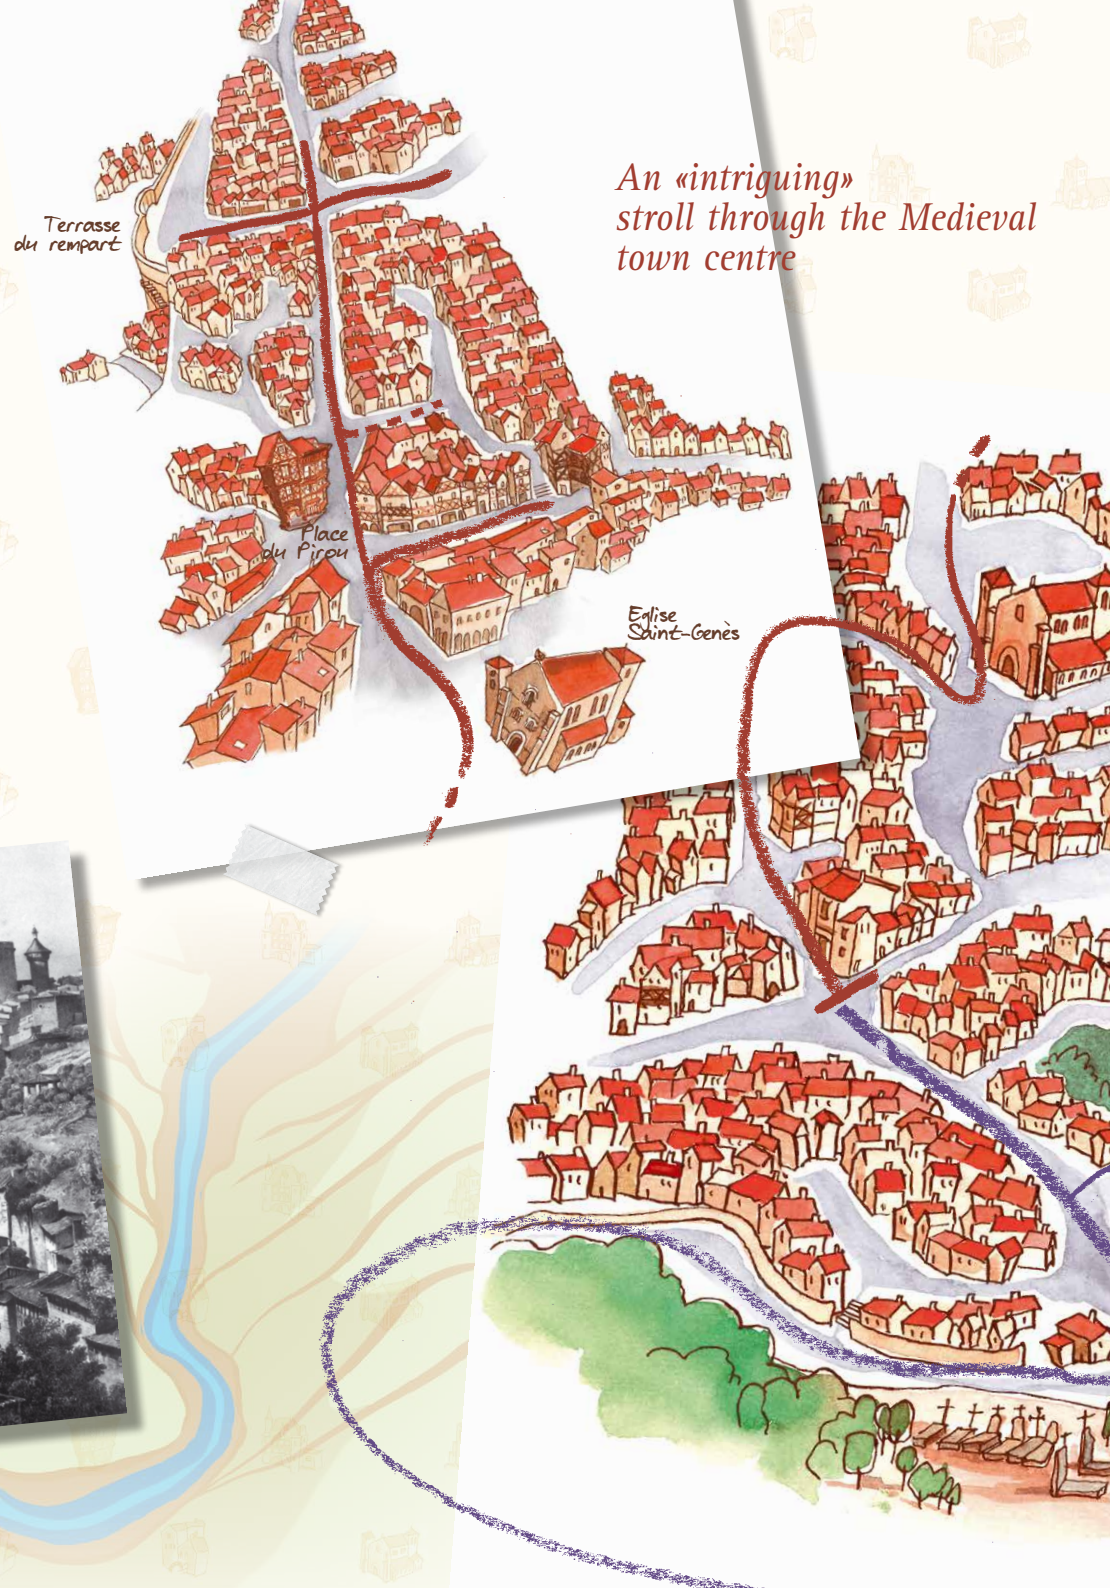 An «intriguing»
stroll through the Medieval
town centre
Terrasse
du rempart
Place
du Pirou
Eglise
Saint-Genès